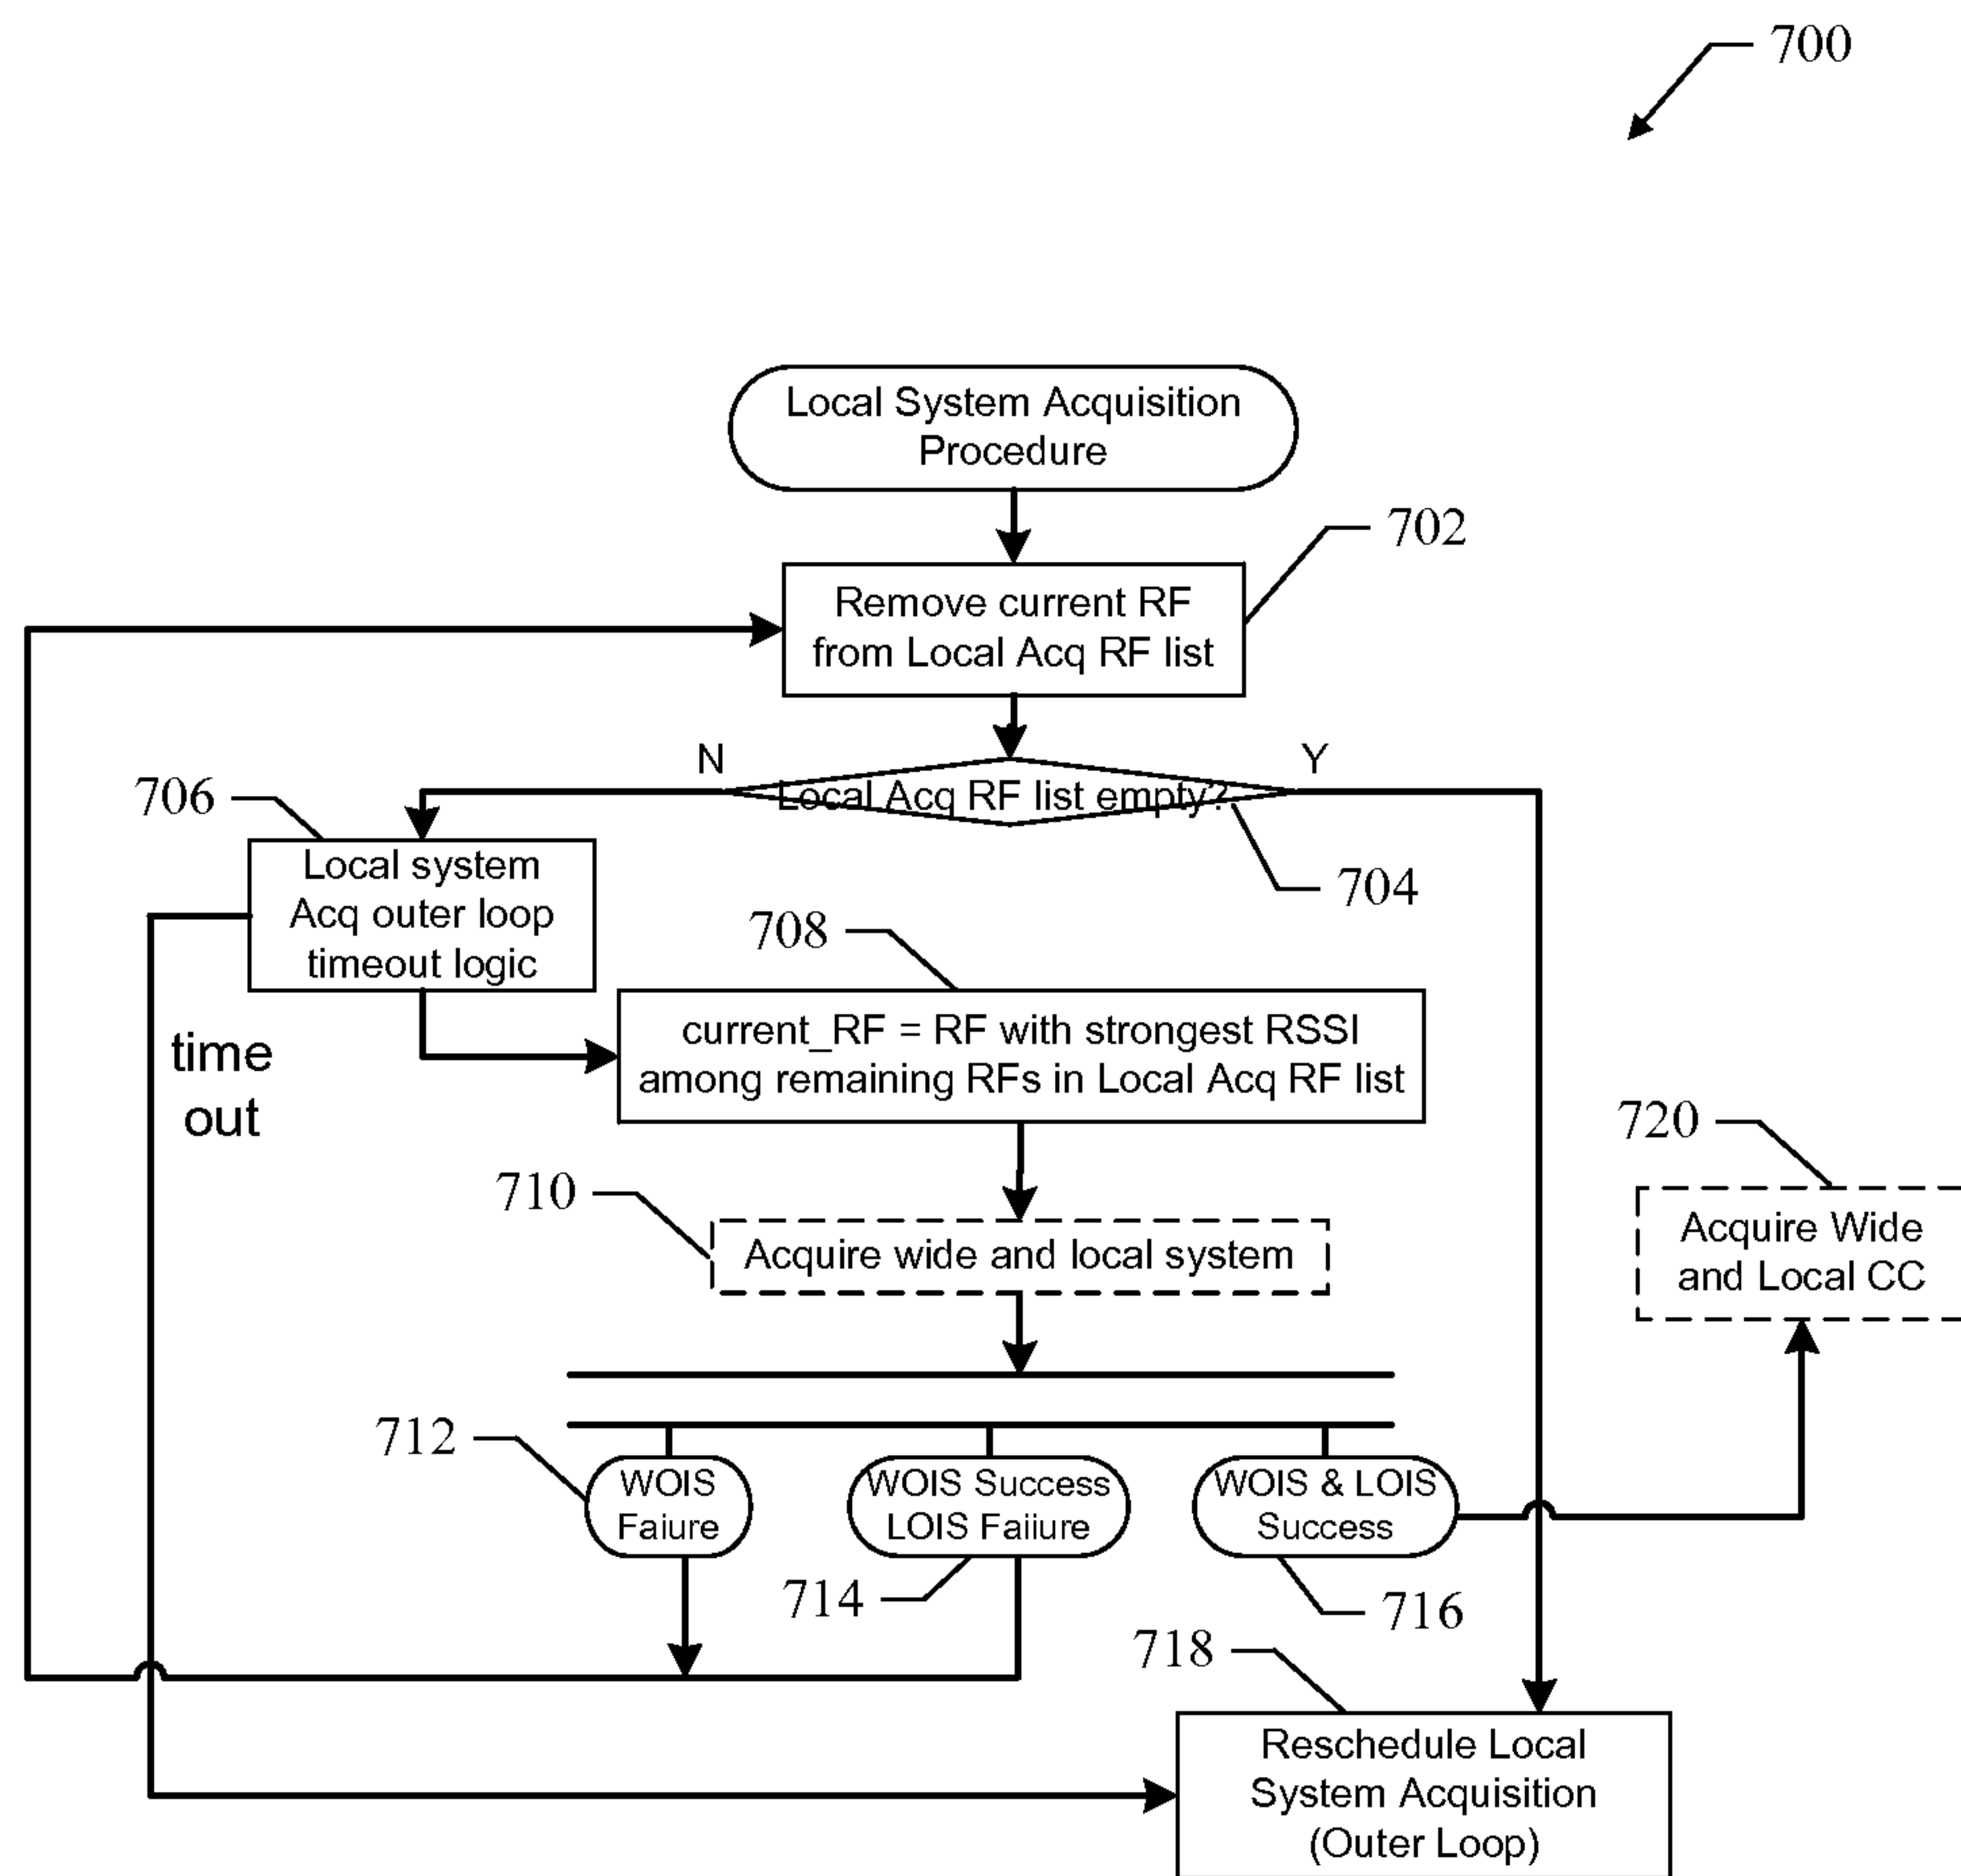 700
Local System Acquisition
Procedure
702
Remove current RF
from Local Acq RF list
N
Y
Local Acq RF list empty?
706
704
Local system
Acq outer loop
timeout logic
708
current_RF = RF with strongest RSSI
among remaining RFs in Local Acq RF list
time
out
720
710
Acquire Wide
and Local CC
Acquire wide and local system
712
WOIS
Faiure
WOIS Success
LOIS Faiiure
WOIS & LOIS
Success
714
716
718
Reschedule Local
System Acquisition
(Outer Loop)